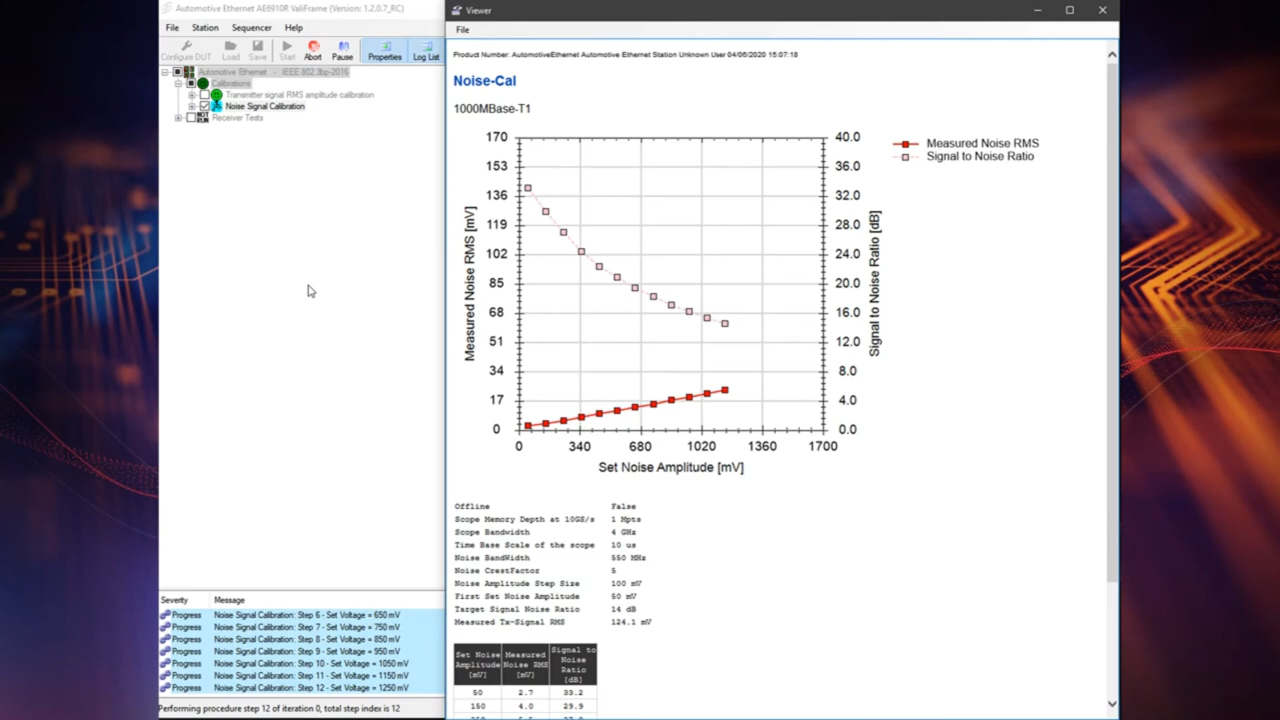 Automotive Ethernet AE6910R ValiFrame (Version: 1.2.0.7_RC)
File Station Sequencer Help
Configure DUT Load Save Start Abort Pause Properties Log List
Automotive Ethernet - IEEE 802.3bp-2016
Calibrations
Transmitter signal RMS amplitude calibration
Noise Signal Calibration
NOT RUN Receiver Tests
Severity Message
Progress Noise Signal Calibration: Step 6 - Set Voltage = 650 mV
Progress Noise Signal Calibration: Step 7 - Set Voltage = 750 mV
Progress Noise Signal Calibration: Step 8 - Set Voltage = 850 mV
Progress Noise Signal Calibration: Step 9 - Set Voltage = 950 mV
Progress Noise Signal Calibration: Step 10 - Set Voltage = 1050 mV
Progress Noise Signal Calibration: Step 11 - Set Voltage = 1150 mV
Progress Noise Signal Calibration: Step 12 - Set Voltage = 1250 mV
Performing procedure step 12 of iteration 0, total step index is 12
Viewer
File
Product Number: AutomotiveEthernet Automotive Ethernet Station Unknown User 04/06/2020 15:07:18
Noise-Cal
1000MBase-T1
170 40.0
153 36.0
136 32.0
119 28.0
102 24.0
85 20.0
68 16.0
51 12.0
34 8.0
17 4.0
0 0.0
Measured Noise RMS [mV]
Signal to Noise Ratio [dB]
0 340 680 1020 1360 1700
Set Noise Amplitude [mV]
Measured Noise RMS
Signal to Noise Ratio
Offline False
Scope Memory Depth at 10GS/s 1 Mpts
Scope Bandwidth 4 GHz
Time Base Scale of the scope 10 us
Noise BandWidth 550 MHz
Noise CrestFactor 5
Noise Amplitude Step Size 100 mV
First Set Noise Amplitude 50 mV
Target Signal Noise Ratio 14 dB
Measured Tx-Signal RMS 124.1 mV
Set Noise Amplitude [mV] Measured Noise RMS [mV] Signal to Noise Ratio [dB]
50 2.7 33.2
150 4.0 29.9